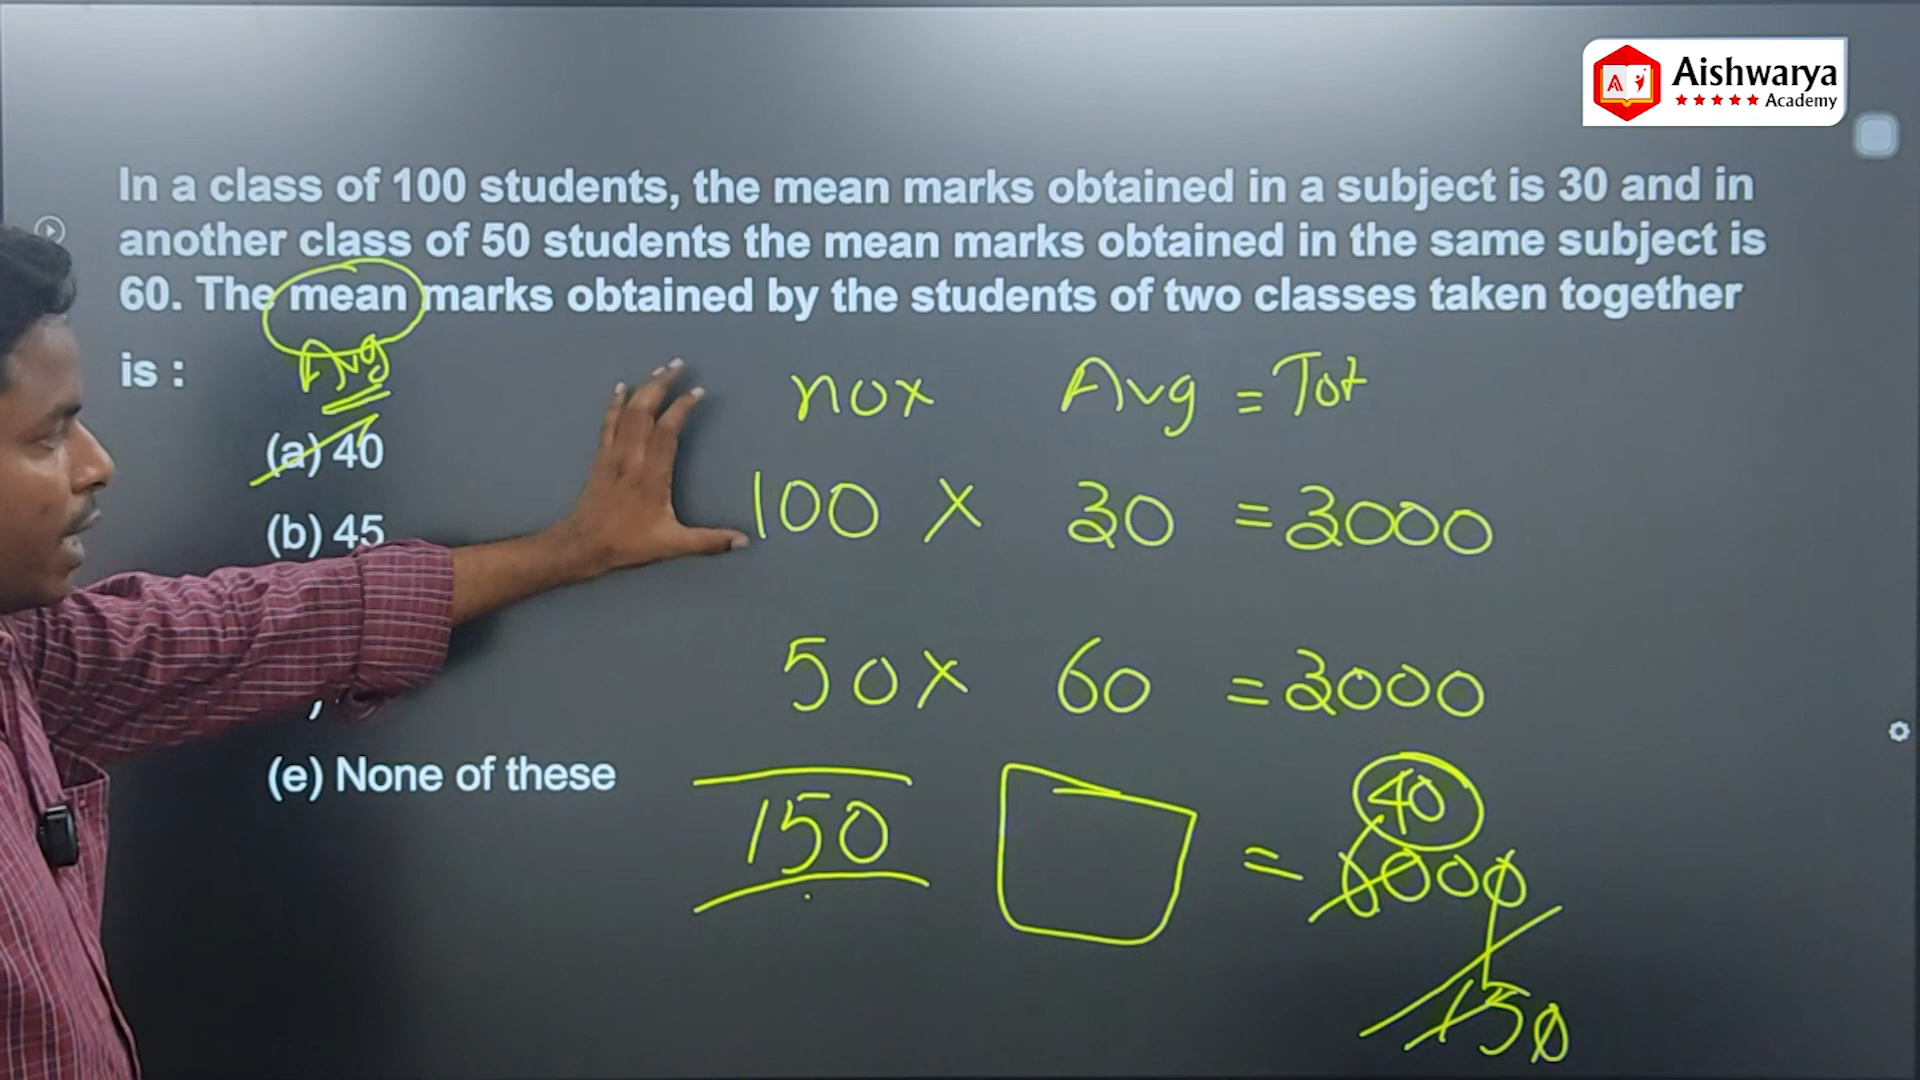 Aishwarya
Academy
In a class of 100 students, the mean marks obtained in a subject is 30 and in
another class of 50 students the mean marks obtained in the same subject is
60. The mean marks obtained by the students of two classes taken together
is :
Avg
nox Avg = Tot
(a) 40
100 x 30 = 3000
(b) 45
50 x 60 = 3000
(e) None of these
40
150 = 6000
150